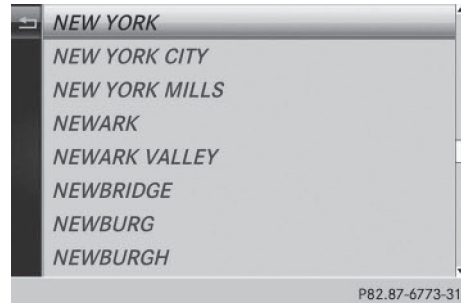 NEW YORK
NEW YORK CITY
NEW YORK MILLS
NEWARK
NEWARK VALLEY
NEWBRIDGE
NEWBURG
NEWBURGH
P82.87-6773-31